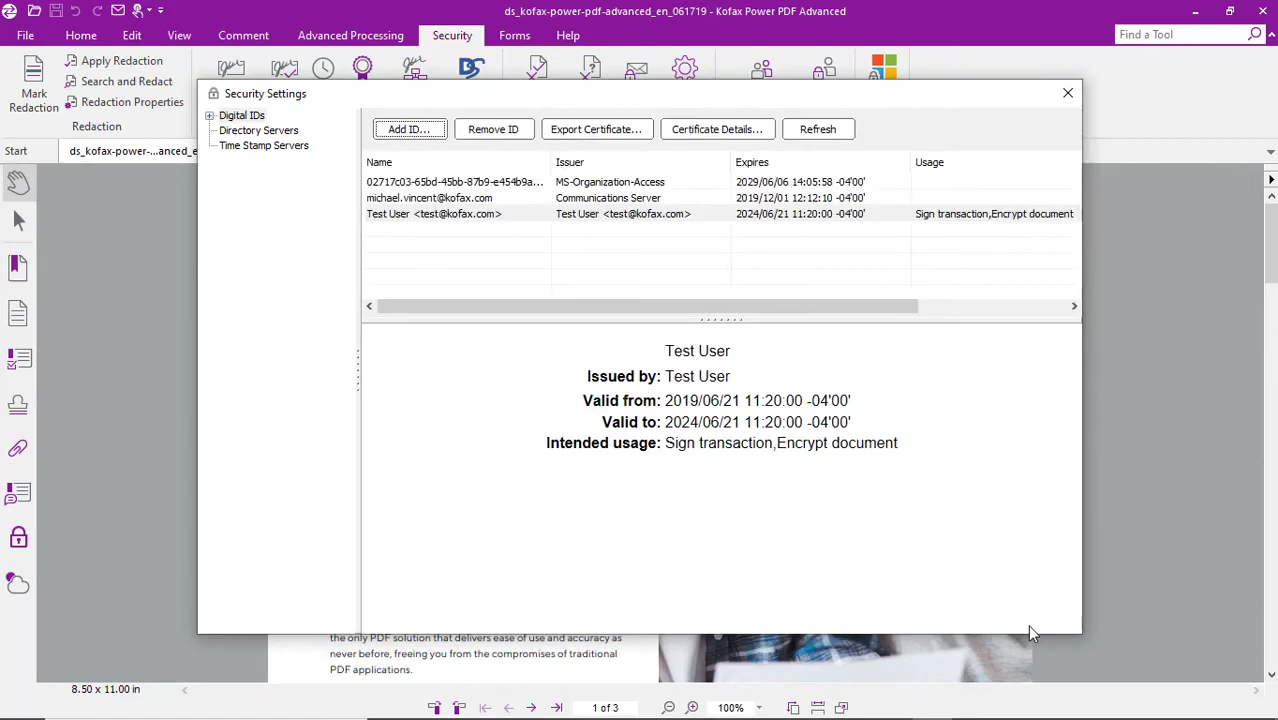 ds_kofax-power-pdf-advanced_en_061719 - Kofax Power PDF Advanced
File Home Edit View Comment Advanced Processing Security Forms Help
Find a Tool
Mark Redaction
Apply Redaction
Search and Redact
Redaction Properties
Redaction
Start
ds_kofax-power-...anced_e
Security Settings
Digital IDs
Directory Servers
Time Stamp Servers
Add ID... Remove ID Export Certificate... Certificate Details... Refresh
Name Issuer Expires Usage
02717c03-65bd-45bb-87b9-e454b9a... MS-Organization-Access 2029/06/06 14:05:58 -04'00'
michael.vincent@kofax.com Communications Server 2019/12/01 12:12:10 -04'00'
Test User <test@kofax.com> Test User <test@kofax.com> 2024/06/21 11:20:00 -04'00' Sign transaction,Encrypt document
Test User
Issued by: Test User
Valid from: 2019/06/21 11:20:00 -04'00'
Valid to: 2024/06/21 11:20:00 -04'00'
Intended usage: Sign transaction,Encrypt document
the only PDF solution that delivers ease of use and accuracy as
never before, freeing you from the compromises of traditional
PDF applications.
8.50 x 11.00 in
1 of 3
100%